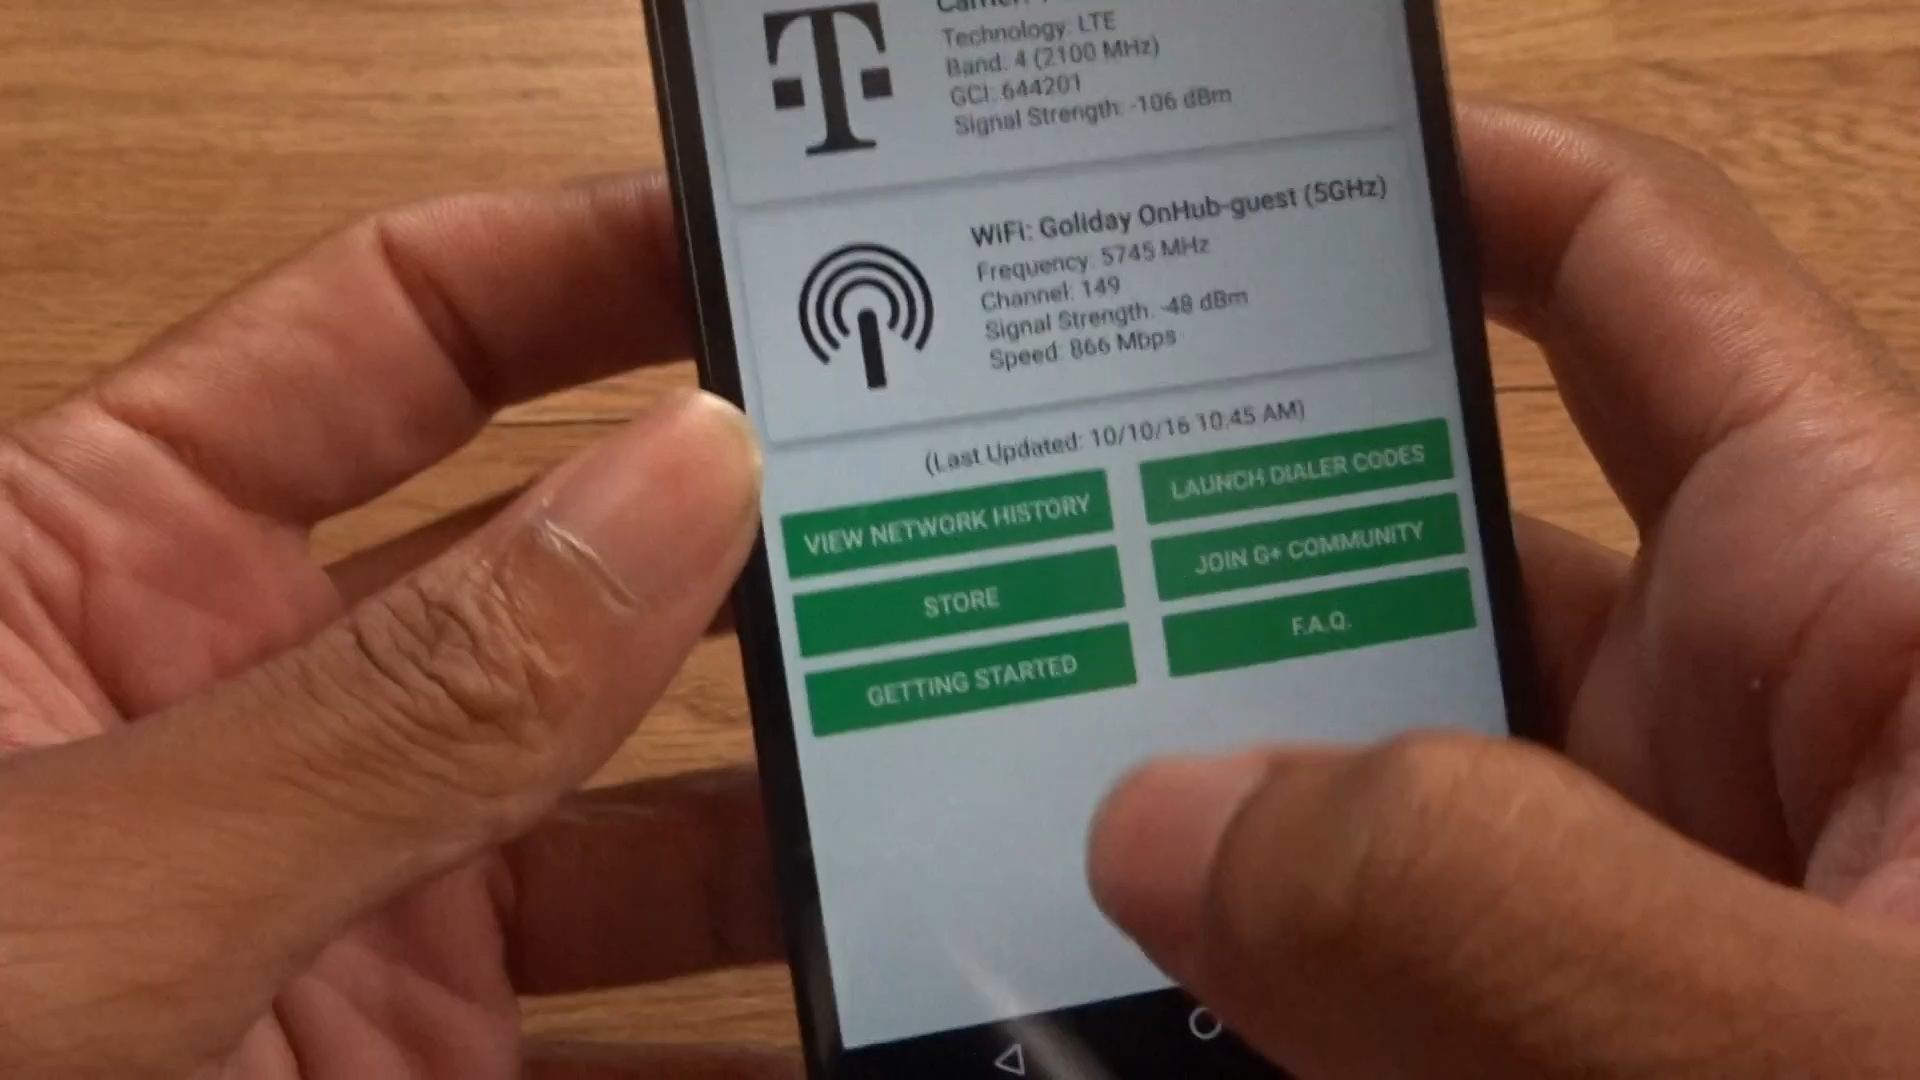 Technology: LTE
Band: 4 (2100 MHz)
GCI: 644201
Signal Strength: -106 dBm
WiFi: Goliday OnHub-guest (5GHz)
Frequency: 5745 MHz
Channel: 149
Signal Strength: -48 dBm
Speed: 866 Mbps
(Last Updated: 10/10/16 10:45 AM)
VIEW NETWORK HISTORY
LAUNCH DIALER CODES
STORE
JOIN G+ COMMUNITY
GETTING STARTED
F.A.Q.